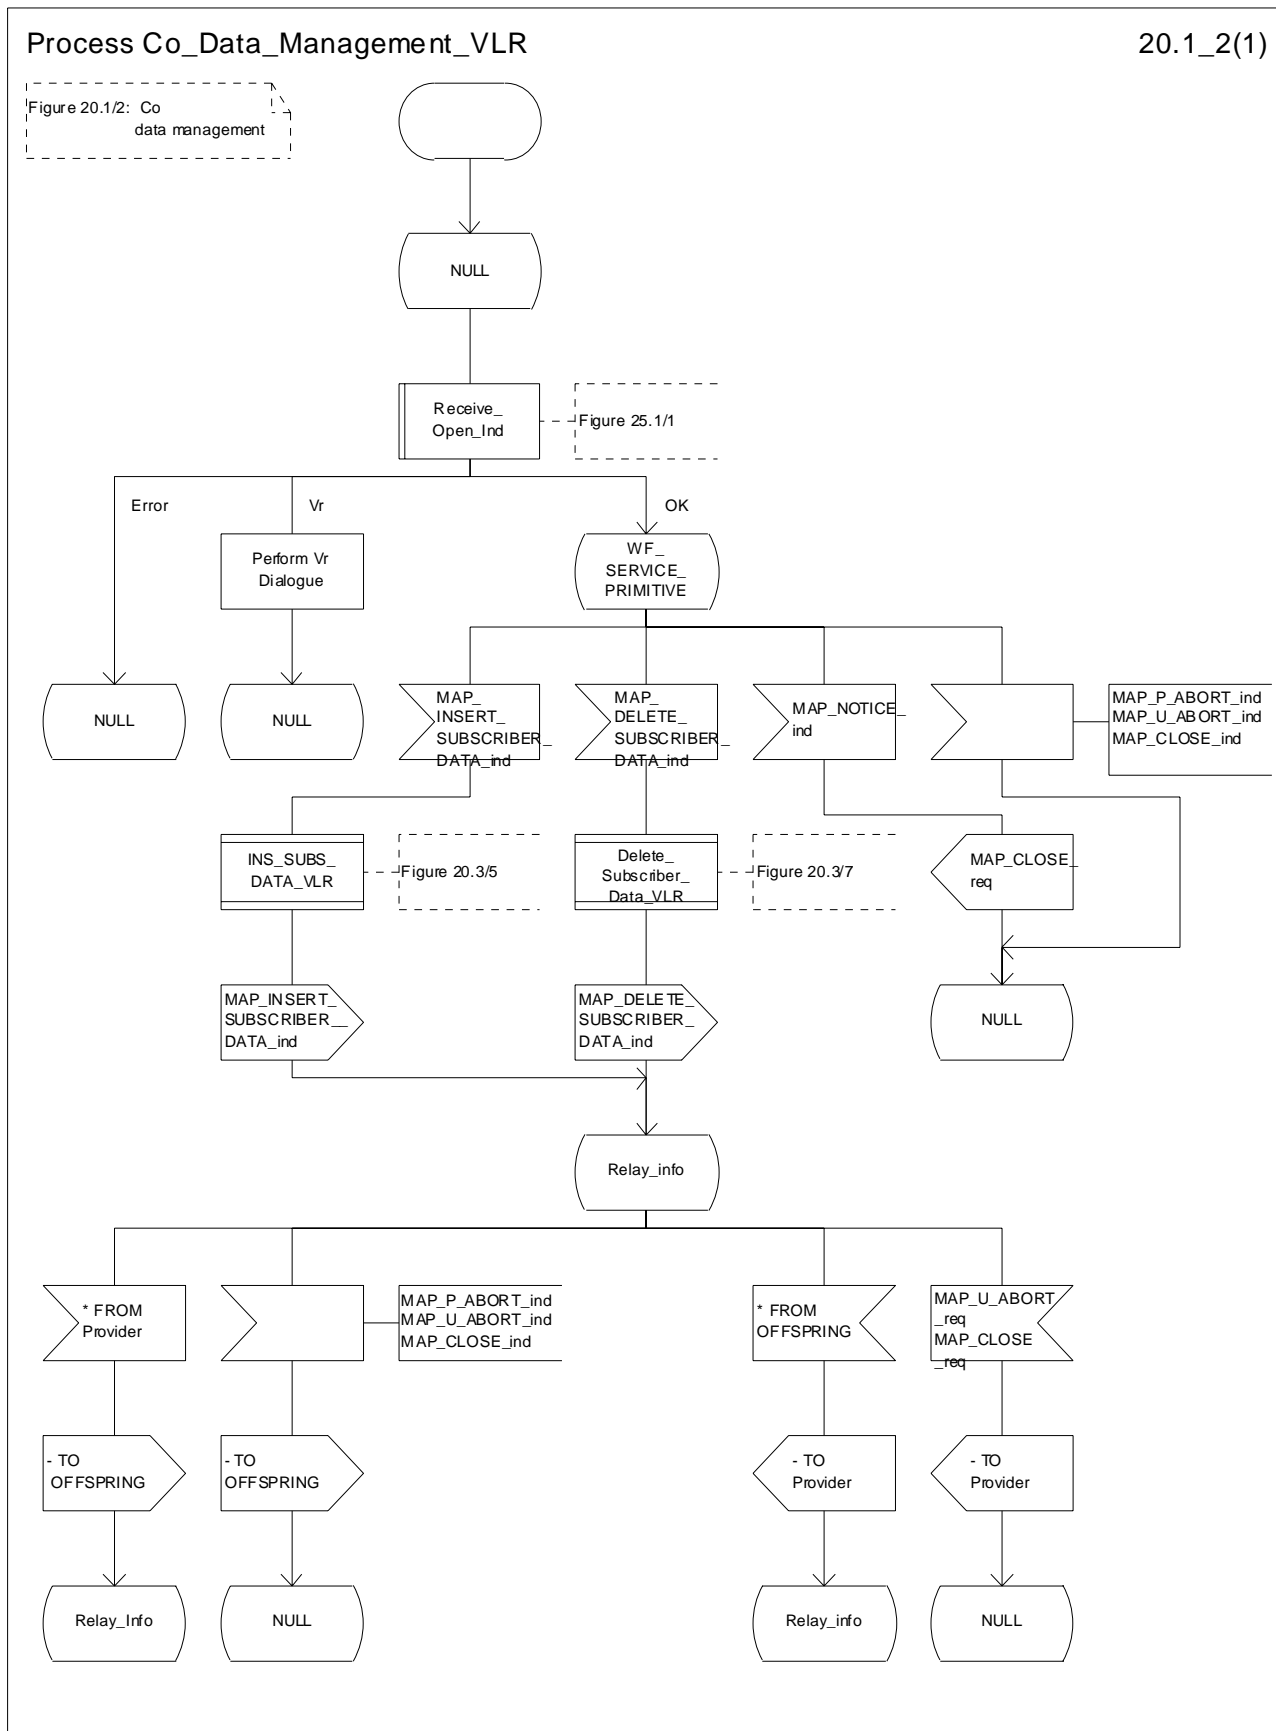 Process Co_Data_Management_VLR
20.1_2(1)
Figure 20.1/2: Co
data management
NULL
Receive_
Open_Ind
Figure 25.1/1
Error
Vr
OK
Perform Vr
Dialogue
WF_
SERVICE_
PRIMITIVE
NULL
NULL
MAP_
INSERT_
SUBSCRIBER_
DATA_ind
MAP_
DELETE_
SUBSCRIBER_
DATA_ind
MAP_NOTICE_
ind
MAP_P_ABORT_ind
MAP_U_ABORT_ind
MAP_CLOSE_ind
INS_SUBS_
DATA_VLR
Figure 20.3/5
Delete_
Subscriber_
Data_VLR
Figure 20.3/7
MAP_CLOSE_
req
MAP_INSERT_
SUBSCRIBER__
DATA_ind
MAP_DELETE_
SUBSCRIBER_
DATA_ind
NULL
Relay_info
* FROM
Provider
MAP_P_ABORT_ind
MAP_U_ABORT_ind
MAP_CLOSE_ind
* FROM
OFFSPRING
MAP_U_ABORT
_req
MAP_CLOSE
_req
- TO
OFFSPRING
- TO
OFFSPRING
- TO
Provider
- TO
Provider
Relay_Info
NULL
Relay_info
NULL